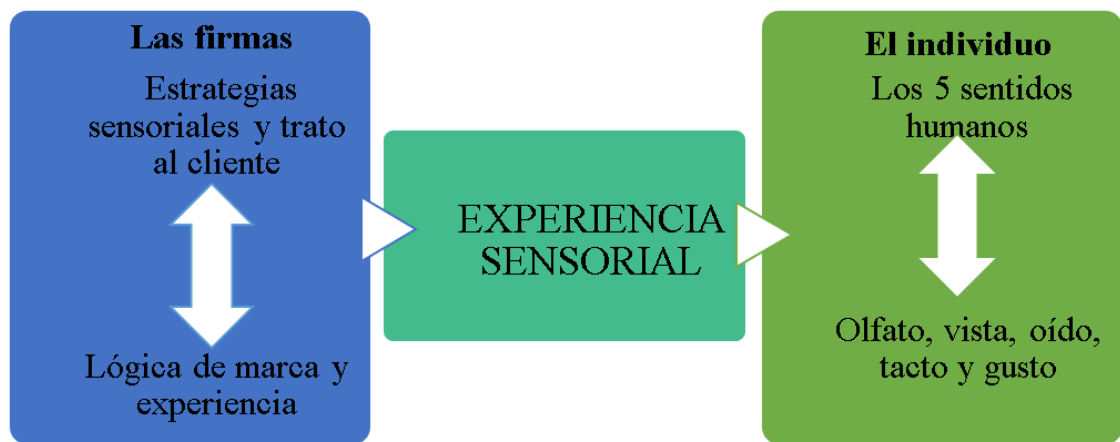 Las firmas
Estrategias
sensoriales y trato
al cliente
Lógica de marca y
experiencia
EXPERIENCIA
SENSORIAL
El individuo
Los 5 sentidos
humanos
Olfato, vista, oído,
tacto y gusto